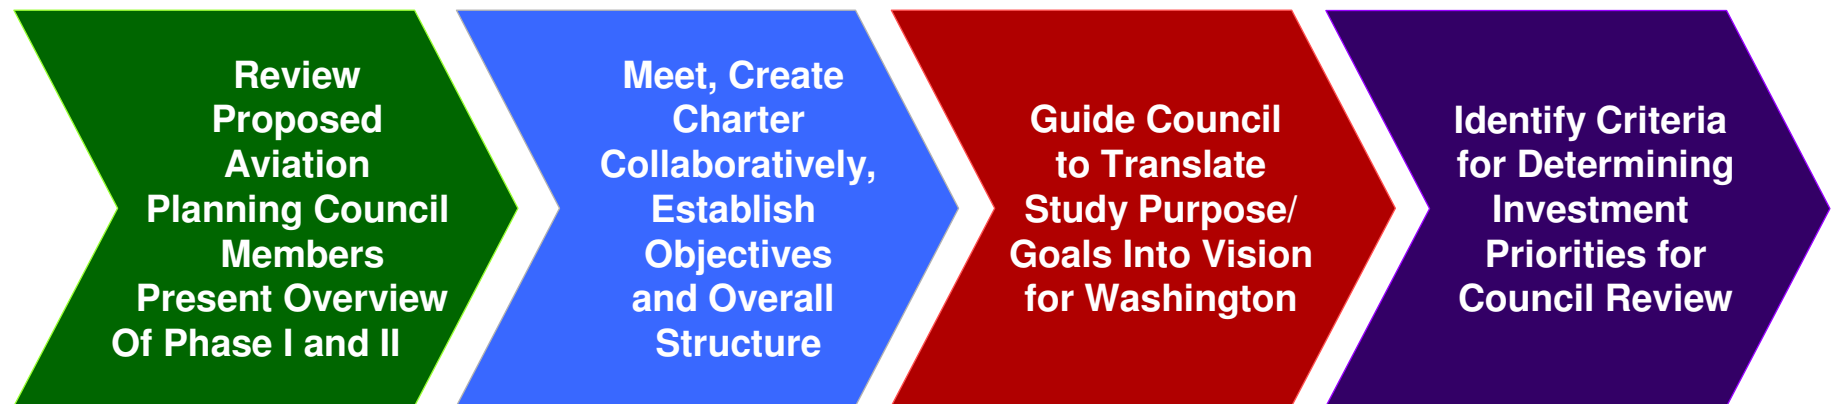 Review
Proposed
Aviation
Planning Council
Members
Present Overview
Of Phase I and II
Meet, Create
Charter
Collaboratively,
Establish
Objectives
and Overall
Structure
Guide Council
to Translate
Study Purpose/
Goals Into Vision
for Washington
Identify Criteria
for Determining
Investment
Priorities for
Council Review